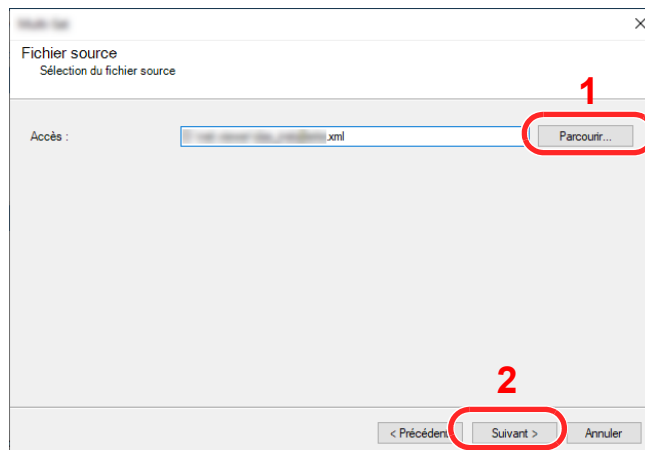 Fichier source
Sélection du fichier source
1
Accès :
.xml
Parcourir...
2
< Précédent
Suivant >
Annuler